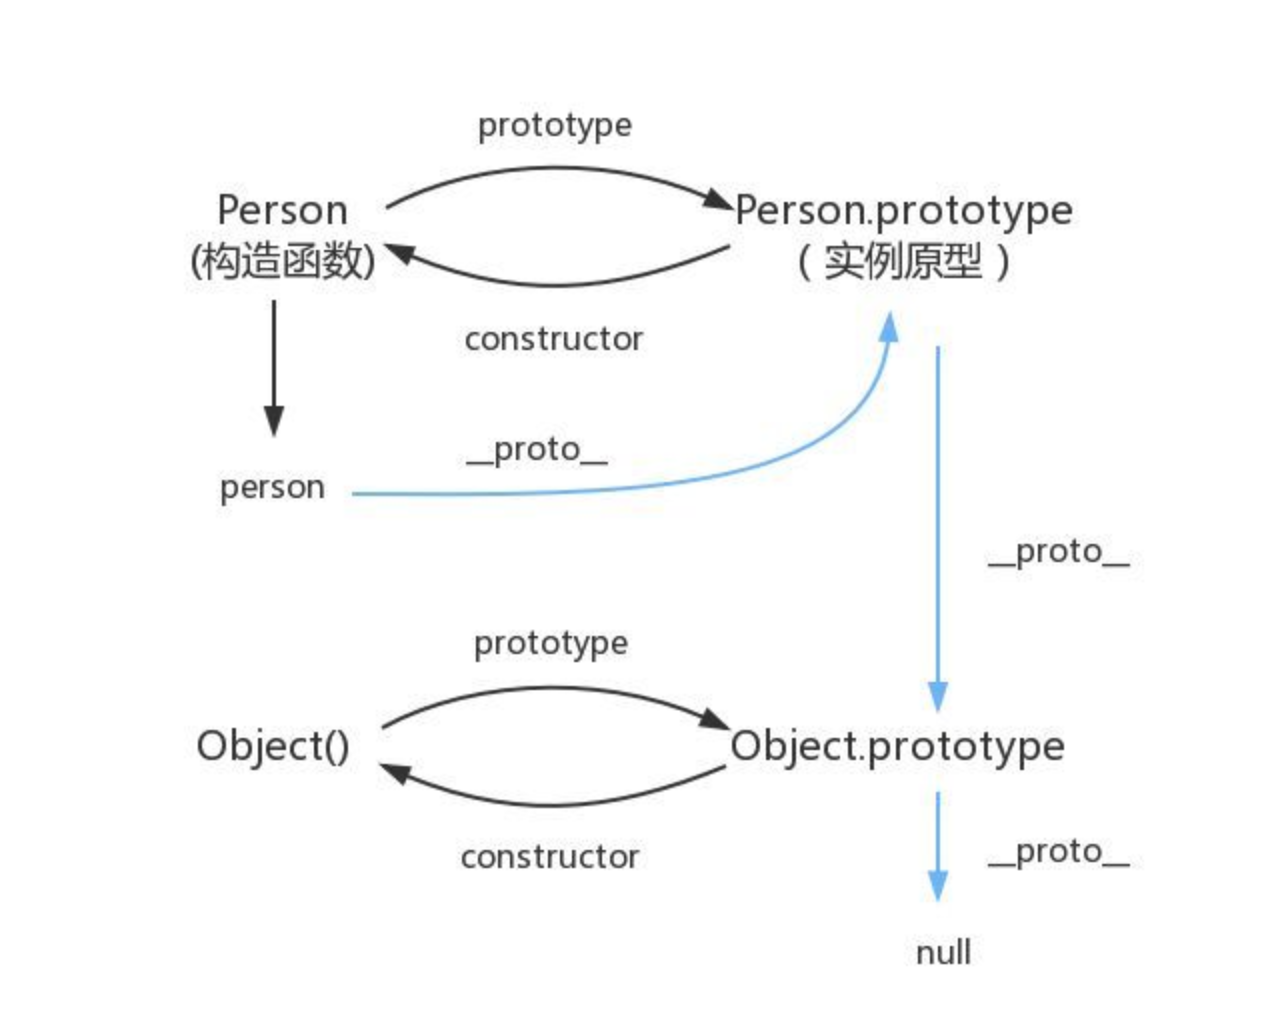 prototype
Person
Person.prototype
(构造函数)
( 实例原型 )
constructor
__proto__
person
__proto__
prototype
Object()
Object.prototype
constructor
__proto__
null